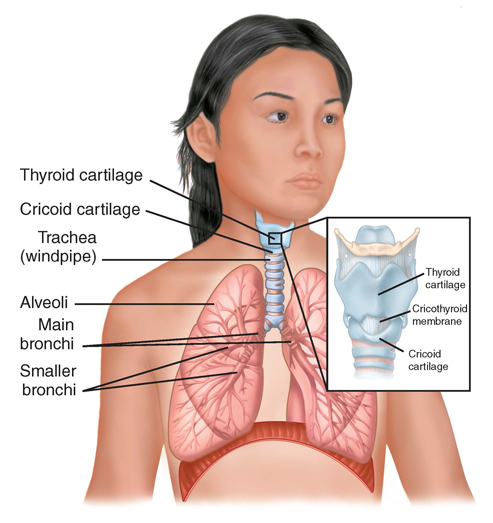 Thyroid cartilage
Cricoid cartilage
Trachea
(windpipe)
Alveoli
Main
bronchi
Smaller
bronchi
Thyroid
cartilage
Cricothyroid
membrane
Cricoid
cartilage